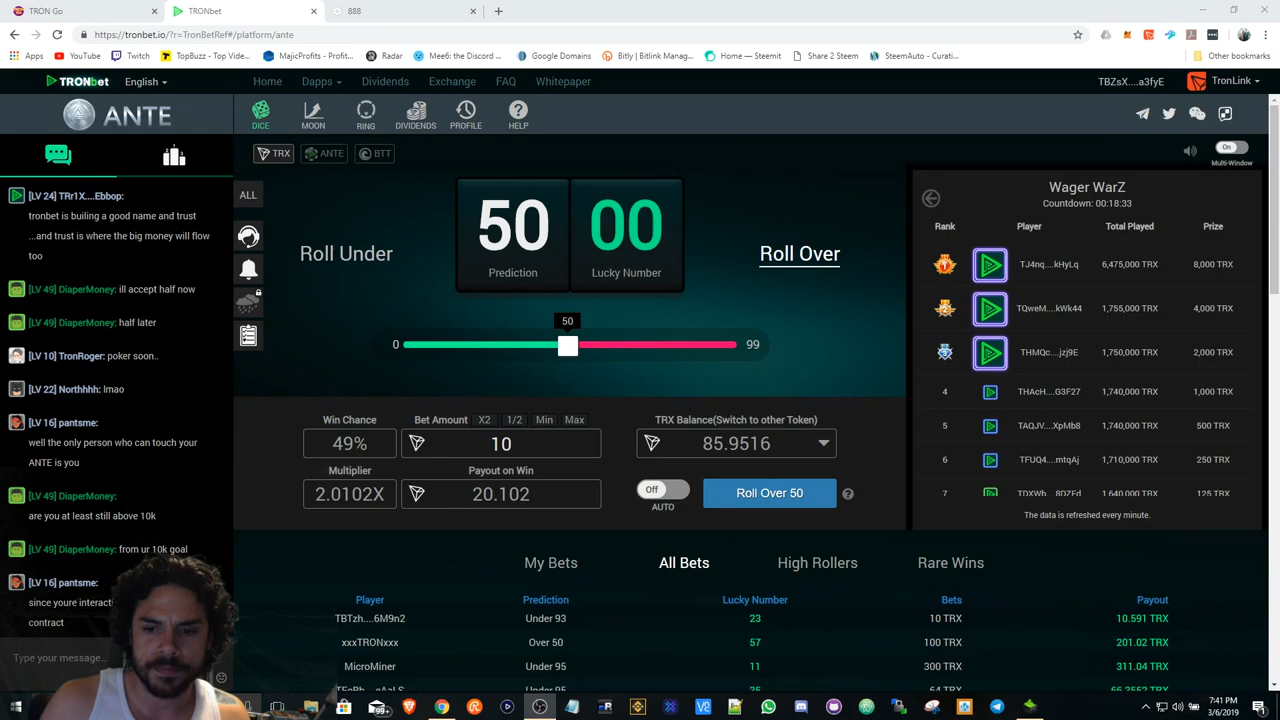 TRON Go
TRONbet
888
https://tronbet.io/?r=TronBetRef#/platform/ante
Apps
YouTube
Twitch
TopBuzz - Top Vide...
MajicProfits - Profit...
Radar
Mee6: the Discord ...
Google Domains
Bitly | Bitlink Manag...
Home — Steemit
Share 2 Steem
SteemAuto - Curati...
Other bookmarks
TRONbet
English
Home
Dapps
Dividends
Exchange
FAQ
Whitepaper
TBZsX....a3fyE
TronLink
ANTE
DICE
MOON
RING
DIVIDENDS
PROFILE
HELP
TRX
ANTE
BTT
On
Multi-Window
[LV 24] TRr1X....Ebbop:
tronbet is builing a good name and trust
...and trust is where the big money will flow
too
[LV 49] DiaperMoney: ill accept half now
[LV 49] DiaperMoney: half later
[LV 10] TronRoger: poker soon..
[LV 22] Northhhh: lmao
[LV 16] pantsme:
well the only person who can touch your
ANTE is you
[LV 49] DiaperMoney:
are you at least still above 10k
[LV 49] DiaperMoney: from ur 10k goal
[LV 16] pantsme:
since youre interact
contract
Type your message...
ALL
Roll Under
50
Prediction
00
Lucky Number
Roll Over
50
0
99
Win Chance
49%
Bet Amount
X2
1/2
Min
Max
10
TRX Balance(Switch to other Token)
85.9516
Multiplier
2.0102X
Payout on Win
20.102
Off
AUTO
Roll Over 50
Wager WarZ
Countdown: 00:18:33
Rank Player Total Played Prize
1 TJ4nq....kHyLq 6,475,000 TRX 8,000 TRX
2 TQweM....kWk44 1,755,000 TRX 4,000 TRX
3 THMQc....jzj9E 1,750,000 TRX 2,000 TRX
4 THAcH....G3F27 1,740,000 TRX 1,000 TRX
5 TAQJV....XpMb8 1,740,000 TRX 500 TRX
6 TFUQ4....mtqAj 1,710,000 TRX 250 TRX
7 TDXWh....8DZFd 1,640,000 TRX 125 TRX
The data is refreshed every minute.
My Bets
All Bets
High Rollers
Rare Wins
Player Prediction Lucky Number Bets Payout
TBTzh....6M9n2 Under 93 23 10 TRX 10.591 TRX
xxxTRONxxx Over 50 57 100 TRX 201.02 TRX
MicroMiner Under 95 11 300 TRX 311.04 TRX
99+
7:41 PM
3/6/2019